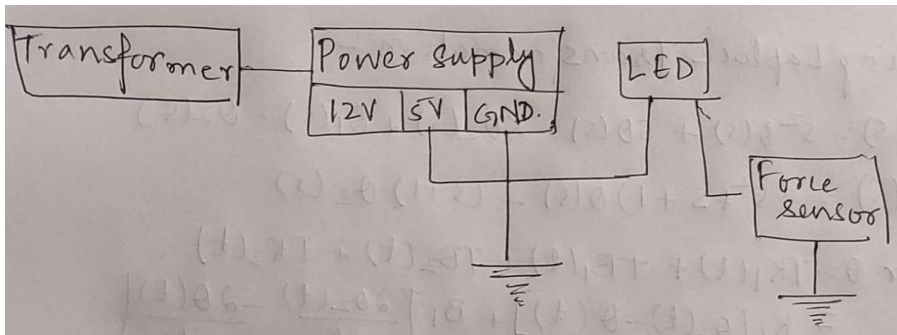 Transformer
Power Supply
12V 5V GND.
LED
Force
sensor